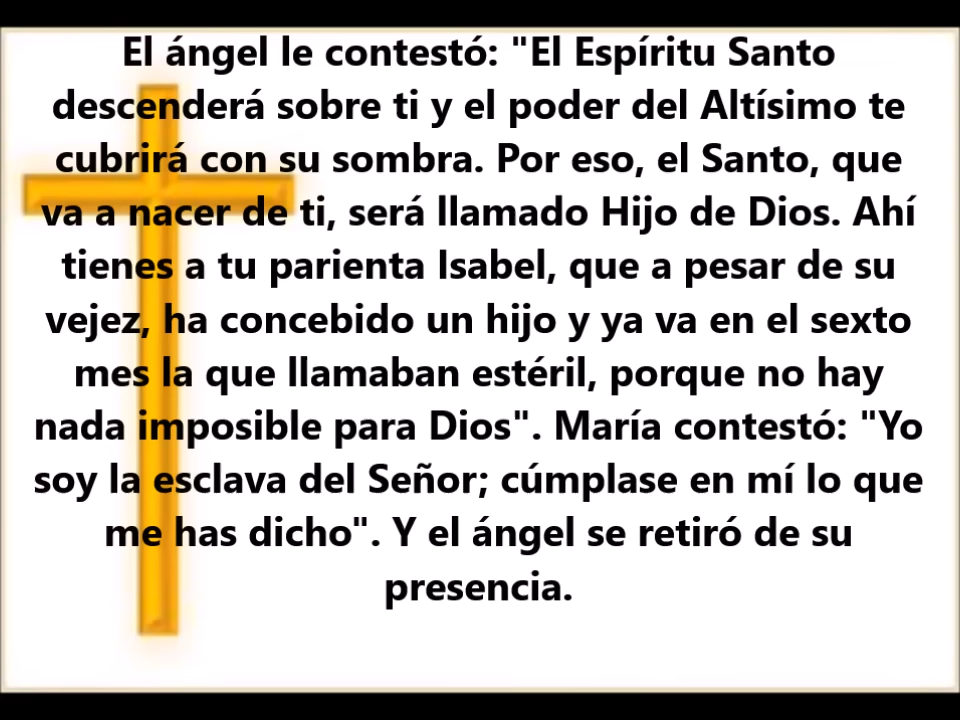 El ángel le contestó: "El Espíritu Santo
descenderá sobre ti y el poder del Altísimo te
cubrirá con su sombra. Por eso, el Santo, que
va a nacer de ti, será llamado Hijo de Dios. Ahí
tienes a tu parienta Isabel, que a pesar de su
vejez, ha concebido un hijo y ya va en el sexto
mes la que llamaban estéril, porque no hay
nada imposible para Dios". María contestó: "Yo
soy la esclava del Señor; cúmplase en mí lo que
me has dicho". Y el ángel se retiró de su
presencia.